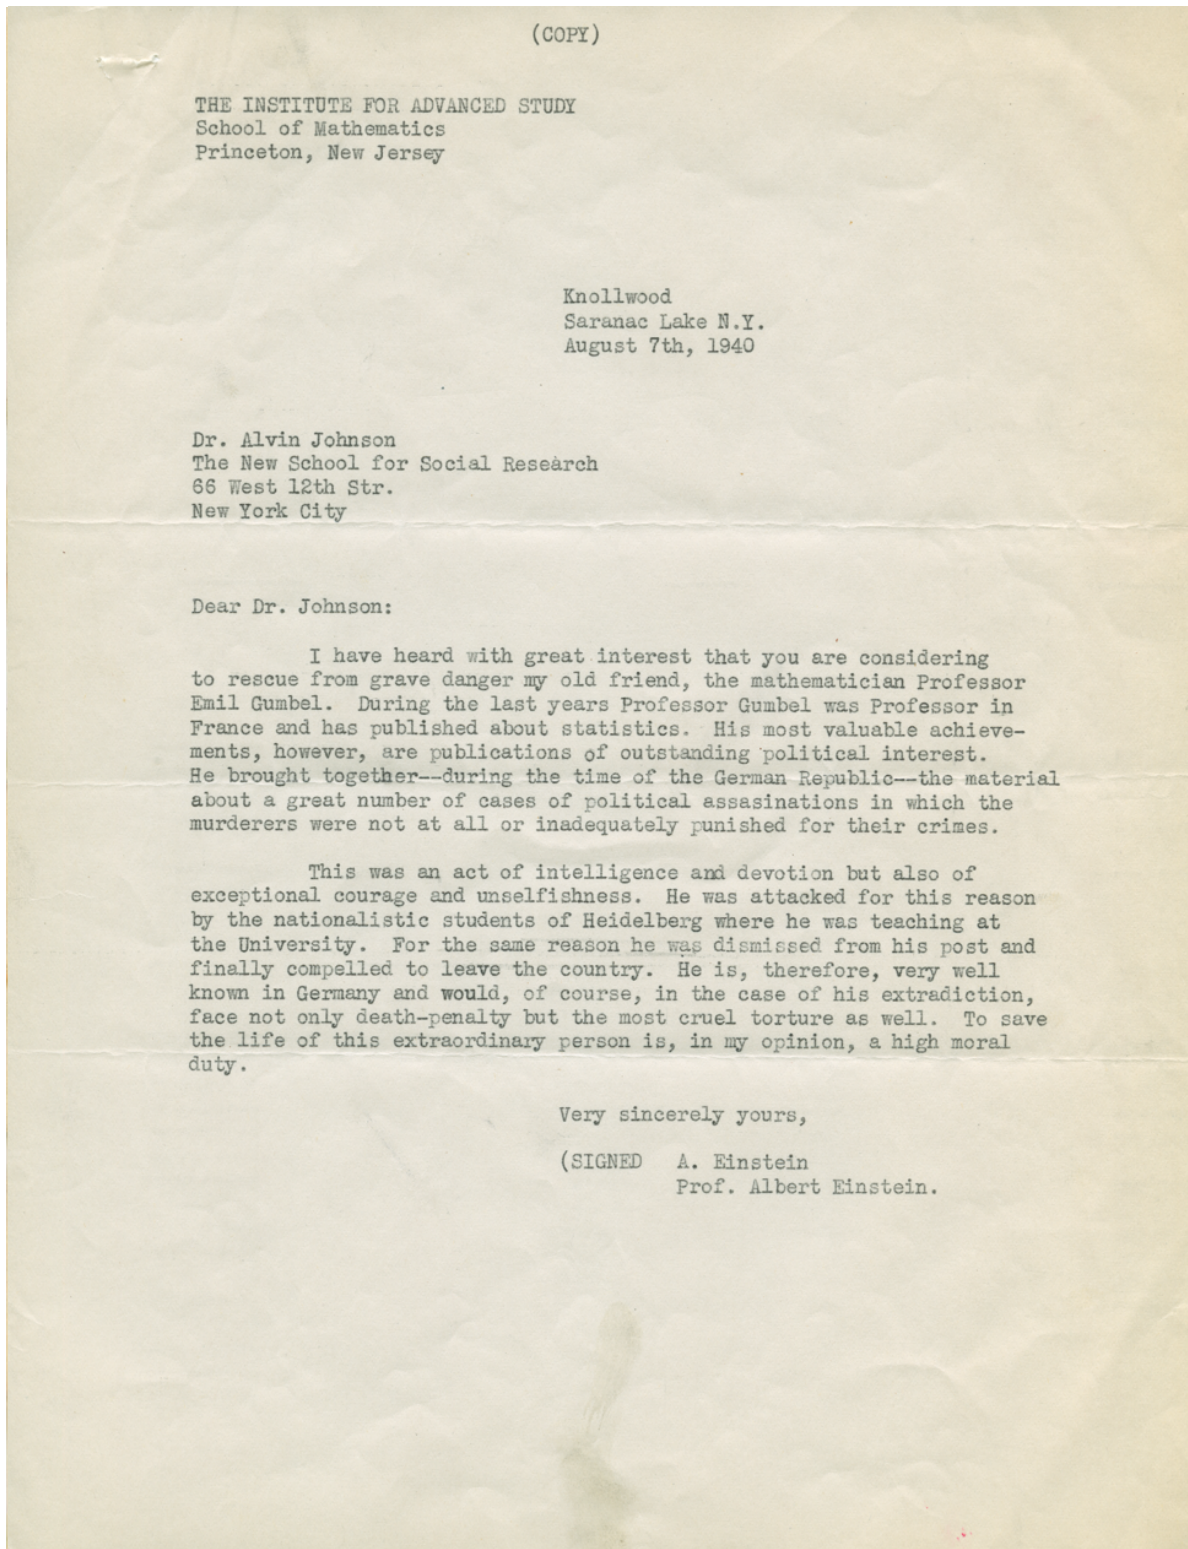 (COPY)
THE INSTITUTE FOR ADVANCED STUDY
School of Mathematics
Princeton, New Jersey
Knollwood
Saranac Lake N.Y.
August 7th, 1940
Dr. Alvin Johnson
The New School for Social Research
66 West 12th Str.
New York City
Dear Dr. Johnson:
I have heard with great interest that you are considering
to rescue from grave danger my old friend, the mathematician Professor
Emil Gumbel. During the last years Professor Gumbel was Professor in
France and has published about statistics. His most valuable achieve-
ments, however, are publications of outstanding political interest.
He brought together--during the time of the German Republic--the material
about a great number of cases of political assasinations in which the
murderers were not at all or inadequately punished for their crimes.
This was an act of intelligence and devotion but also of
exceptional courage and unselfishness. He was attacked for this reason
by the nationalistic students of Heidelberg where he was teaching at
the University. For the same reason he was dismissed from his post and
finally compelled to leave the country. He is, therefore, very well
known in Germany and would, of course, in the case of his extradiction,
face not only death-penalty but the most cruel torture as well. To save
the life of this extraordinary person is, in my opinion, a high moral
duty.
Very sincerely yours,
(SIGNED A. Einstein
Prof. Albert Einstein.